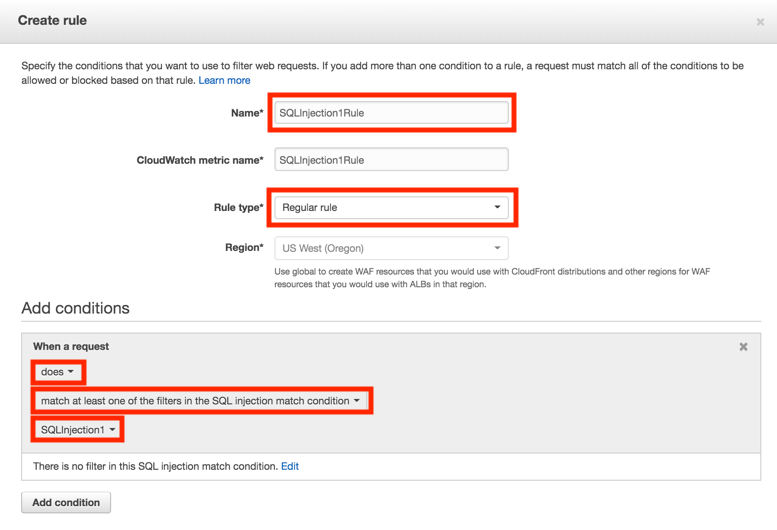 Create rule
Specify the conditions that you want to use to filter web requests. If you add more than one condition to a rule, a request must match all of the conditions to be
allowed or blocked based on that rule. Learn more
Name* SQLInjection1Rule
CloudWatch metric name* SQLInjection1Rule
Rule type* Regular rule
Region* US West (Oregon)
Use global to create WAF resources that you would use with CloudFront distributions and other regions for WAF
resources that you would use with ALBs in that region.
Add conditions
When a request
does
match at least one of the filters in the SQL injection match condition
SQLInjection1
There is no filter in this SQL injection match condition. Edit
Add condition